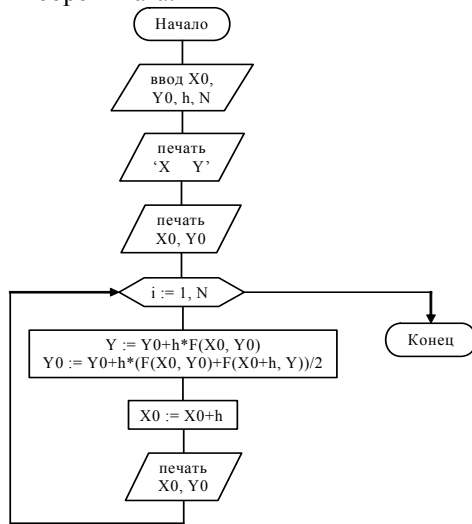 Начало
ввод X0,
Y0, h, N
печать
‘X Y’
печать
X0, Y0
i := 1, N
Y := Y0+h*F(X0, Y0)
Y0 := Y0+h*(F(X0, Y0)+F(X0+h, Y))/2
Конец
X0 := X0+h
печать
X0, Y0